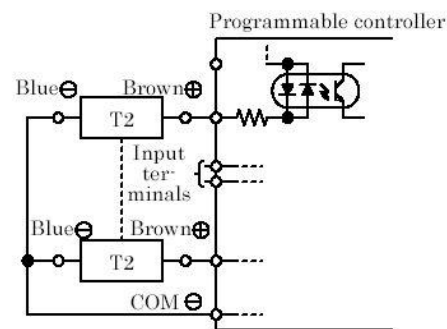 Programmable controller
Blue⊖ Brown⊕
T2
Input
ter-
minals
Blue⊖ Brown⊕
T2
COM ⊖